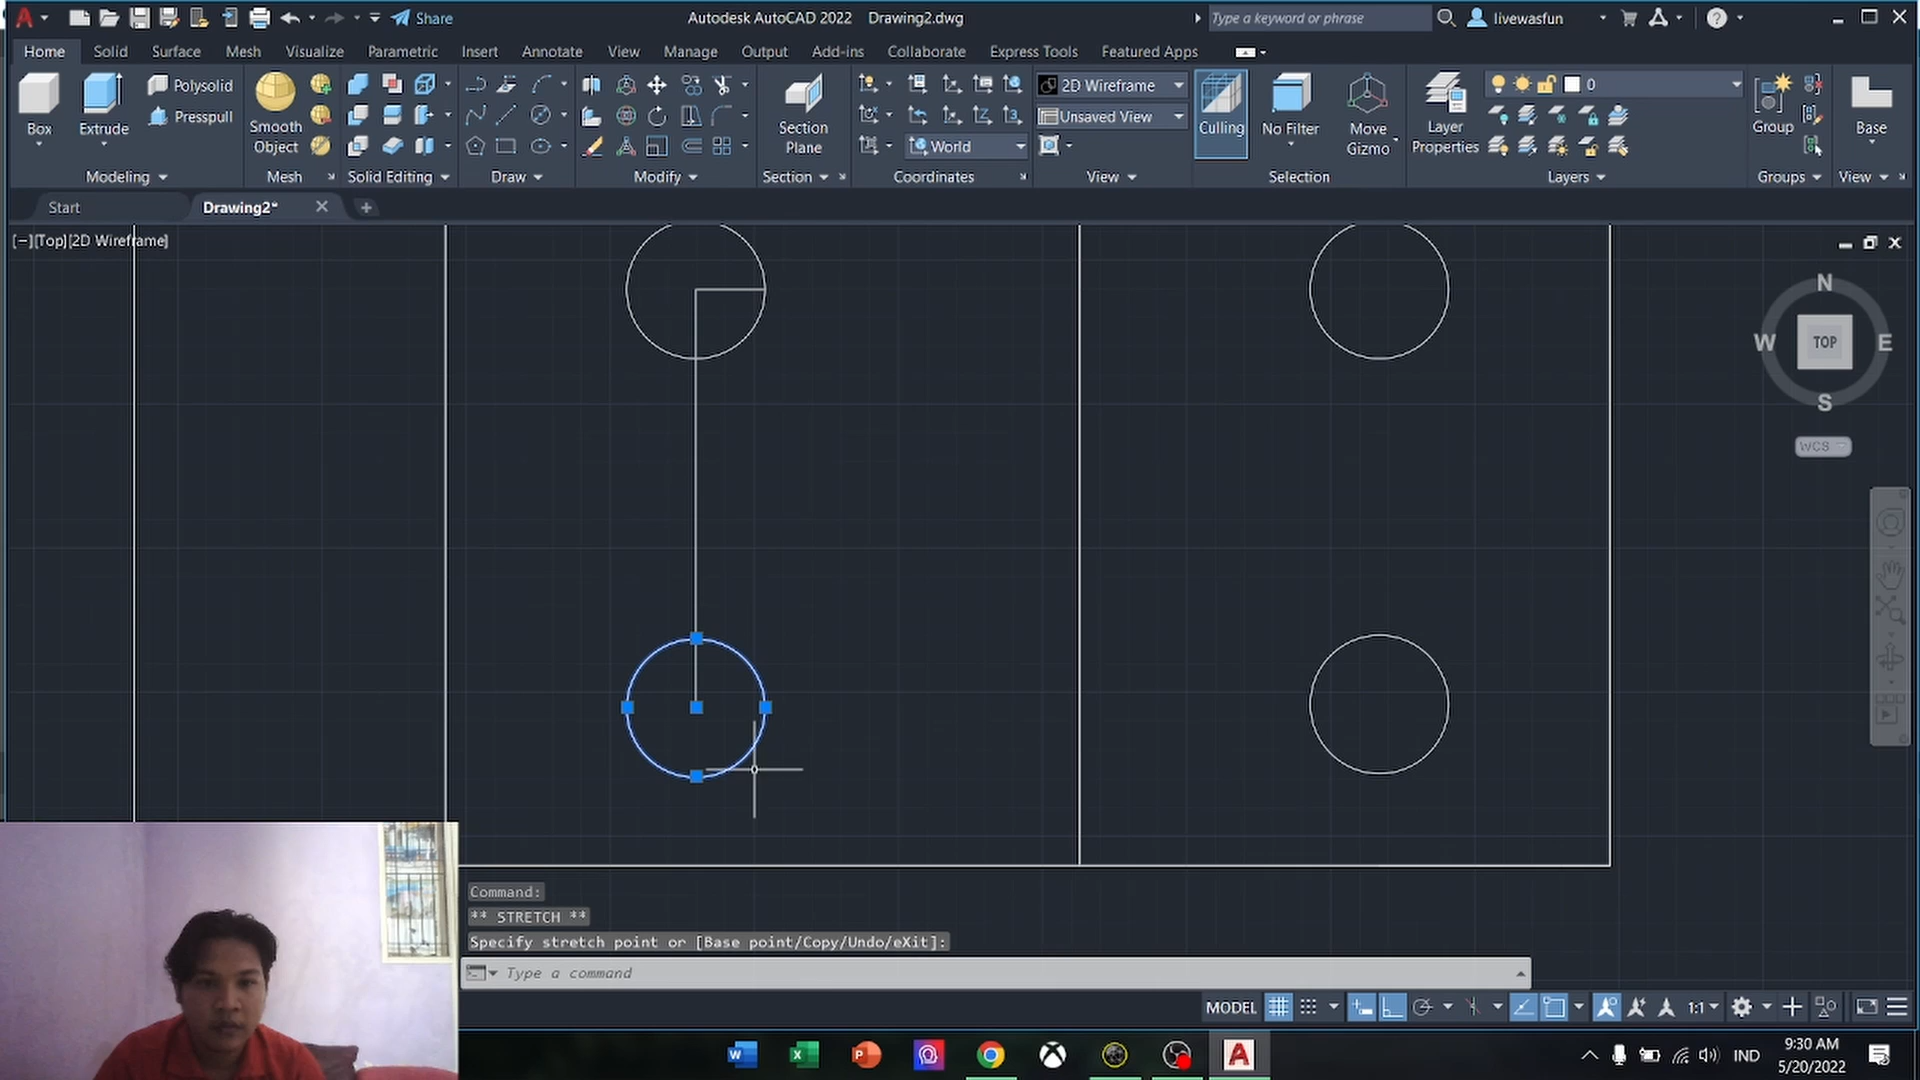 Share
Autodesk AutoCAD 2022 Drawing2.dwg
Type a keyword or phrase
livewasfun
Home Solid Surface Mesh Visualize Parametric Insert Annotate View Manage Output Add-ins Collaborate Express Tools Featured Apps
Box
Extrude
Polysolid
Presspull
Smooth
Object
Section
Plane
World
2D Wireframe
Unsaved View
Culling
No Filter
Move
Gizmo
Layer
Properties
0
Group
Base
Modeling Mesh Solid Editing Draw Modify Section Coordinates View Selection Layers Groups View
Start Drawing2*
[−][Top][2D Wireframe]
N
W TOP E
S
WCS
Command:
** STRETCH **
Specify stretch point or [Base point/Copy/Undo/eXit]:
Type a command
MODEL 1:1
IND
9:30 AM
5/20/2022